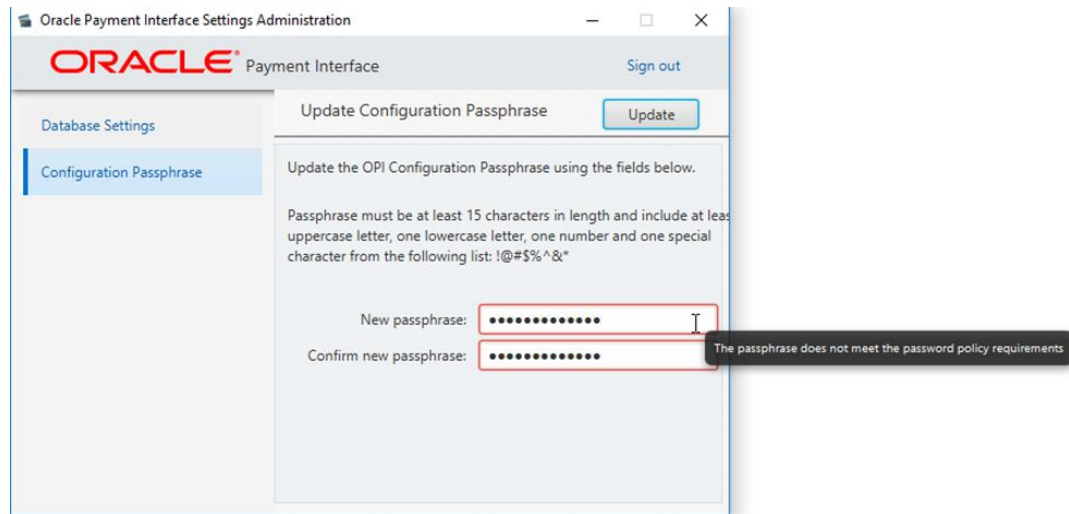 Oracle Payment Interface Settings Administration
ORACLE Payment Interface
Sign out
Database Settings
Configuration Passphrase
Update Configuration Passphrase
Update
Update the OPI Configuration Passphrase using the fields below.
Passphrase must be at least 15 characters in length and include at leas
uppercase letter, one lowercase letter, one number and one special
character from the following list: !@#$%^&*
New passphrase: •••••••••••••
Confirm new passphrase: •••••••••••••
The passphrase does not meet the password policy requirements